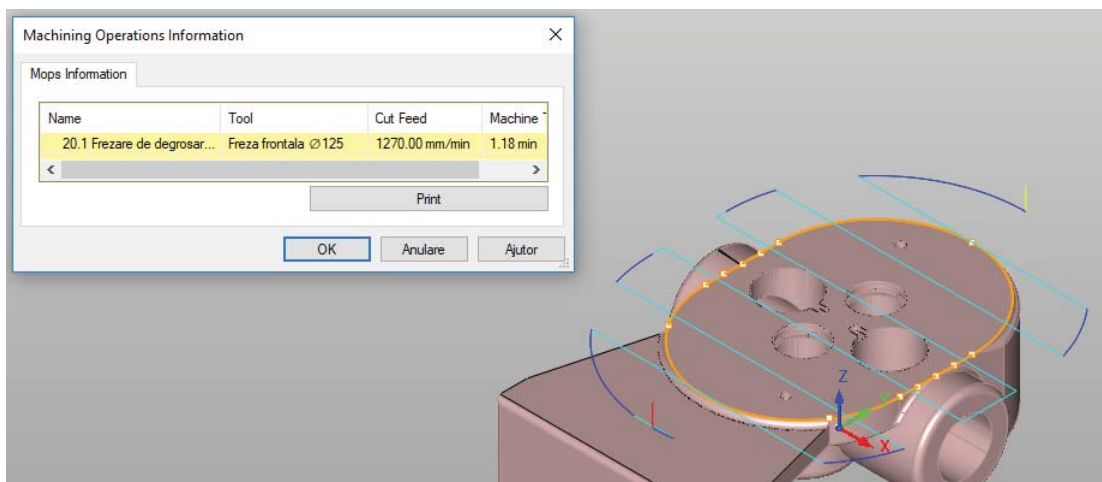 Machining Operations Information
Mops Information
Name Tool Cut Feed Machine
20.1 Frezare de degrosar... Freza frontala ∅125 1270.00 mm/min 1.18 min
Print
OK Anulare Ajutor
Z
Y
X